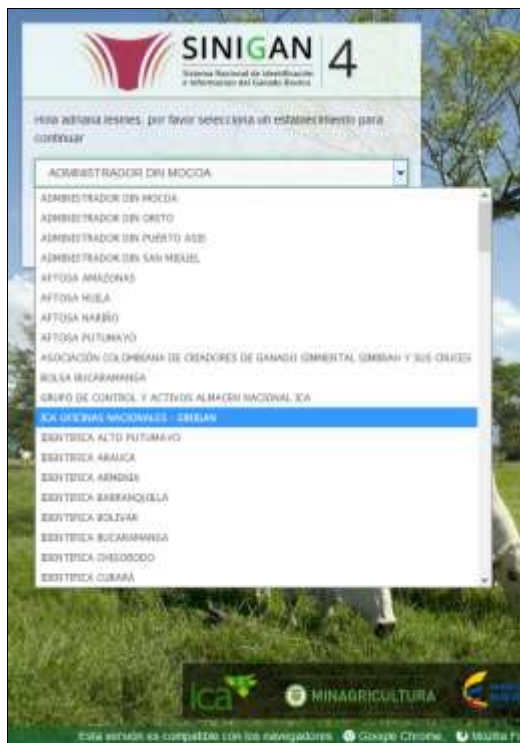 SINIGAN 4
Sistema Nacional de Identificación
e Información del Ganado Bovino
Hola adriana lesmes, por favor selecciona un establecimiento para
continuar
ADMINISTRADOR DIN MOCOA
ADMINISTRADOR DIN MOCOA
ADMINISTRADOR DIN ORITO
ADMINISTRADOR DIN PUERTO ASIS
ADMINISTRADOR DIN SAN MIGUEL
AFTOSA AMAZONAS
AFTOSA HUILA
AFTOSA NARIÑO
AFTOSA PUTUMAYO
ASOCIACIÓN COLOMBIANA DE CRIADORES DE GANADO SIMMENTAL SIMBRAH Y SUS CRUCES
BOLSA BUCARAMANGA
GRUPO DE CONTROL Y ACTIVOS ALMACEN NACIONAL ICA
ICA OFICINAS NACIONALES - SINIGAN
IDENTIFICA ALTO PUTUMAYO
IDENTIFICA ARAUCA
IDENTIFICA ARMENIA
IDENTIFICA BARRANQUILLA
IDENTIFICA BOLIVAR
IDENTIFICA BUCARAMANGA
IDENTIFICA CHIGORODO
IDENTIFICA CUBARÁ
ica MINAGRICULTURA
Esta versión es compatible con los navegadores Google Chrome, Mozilla